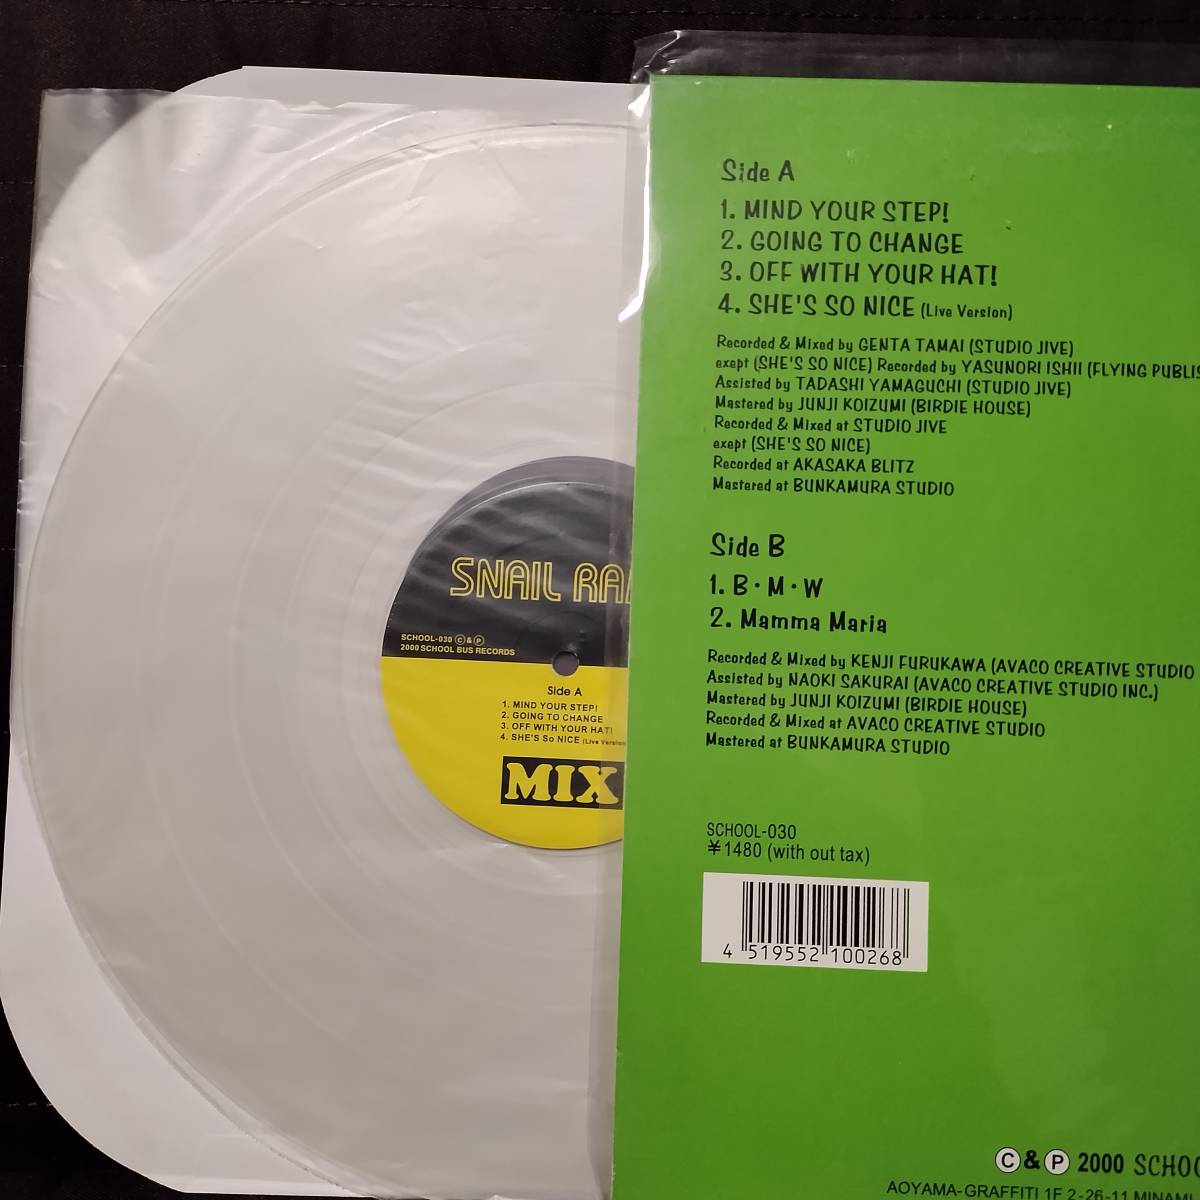 SNAIL
SCHOOL-030 Ⓒ&Ⓟ
2000 SCHOOL BUS RECORDS
Side A
1. MIND YOUR STEP!
2. GOING TO CHANGE
3. OFF WITH YOUR HAT!
4. SHE'S So NICE (Live Version
MIX
Side A
1. MIND YOUR STEP!
2. GOING TO CHANGE
3. OFF WITH YOUR HAT!
4. SHE'S SO NICE (Live Version)
Recorded & Mixed by GENTA TAMAI (STUDIO JIVE)
exept (SHE'S SO NICE) Recorded by YASUNORI ISHII (FLYING
Assisted by TADASHI YAMAGUCHI (STUDIO JIVE)
Mastered by JUNJI KOIZUMI (BIRDIE HOUSE)
Recorded & Mixed at STUDIO JIVE
exept (SHE'S SO NICE)
Recorded at AKASAKA BLITZ
Mastered at BUNKAMURA STUDIO
Side B
1. B・M・W
2. Mamma Maria
Recorded & Mixed by KENJI FURUKAWA (AVACO CREATIVE STUDIO
Assisted by NAOKI SAKURAI (AVACO CREATIVE STUDIO INC.)
Mastered by JUNJI KOIZUMI (BIRDIE HOUSE)
Recorded & Mixed at AVACO CREATIVE STUDIO
Mastered at BUNKAMURA STUDIO
SCHOOL-030
¥1480 (with out tax)
4 519552 100268
Ⓒ&Ⓟ 2000
AOYAMA-GRAFFITI 1F 2-26-11